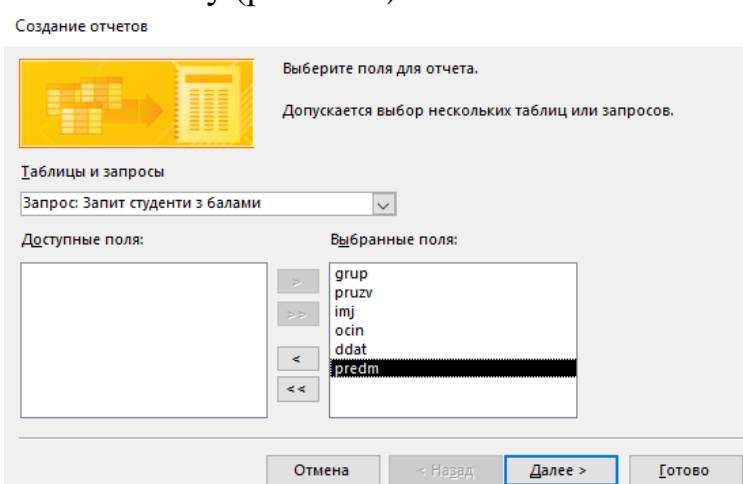 Создание отчетов
Выберите поля для отчета.
Допускается выбор нескольких таблиц или запросов.
Таблицы и запросы
Запрос: Запит студенти з балами
Доступные поля:
Выбранные поля:
>
>>
<
<<
grup
pruzv
imj
ocin
ddat
predm
Отмена
< Назад
Далее >
Готово